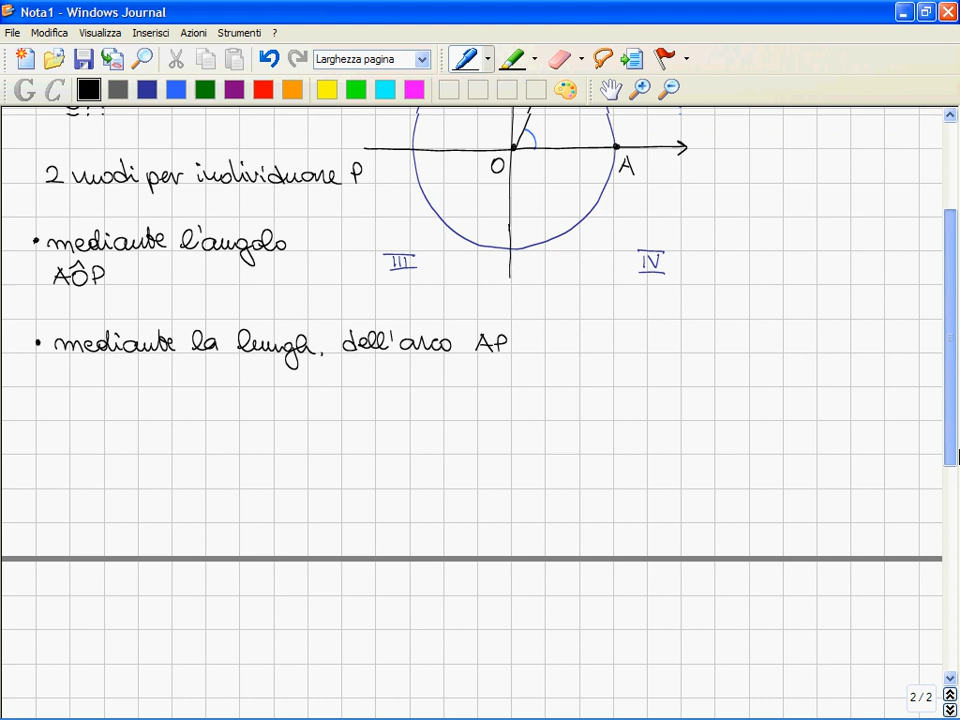 Nota1 - Windows Journal
File Modifica Visualizza Inserisci Azioni Strumenti ?
Larghezza pagina
G C
O
A
2 modi per individuare P
• mediante l'angolo
AÔP
III
IV
• mediante la lungh. dell'arco AP
2 / 2